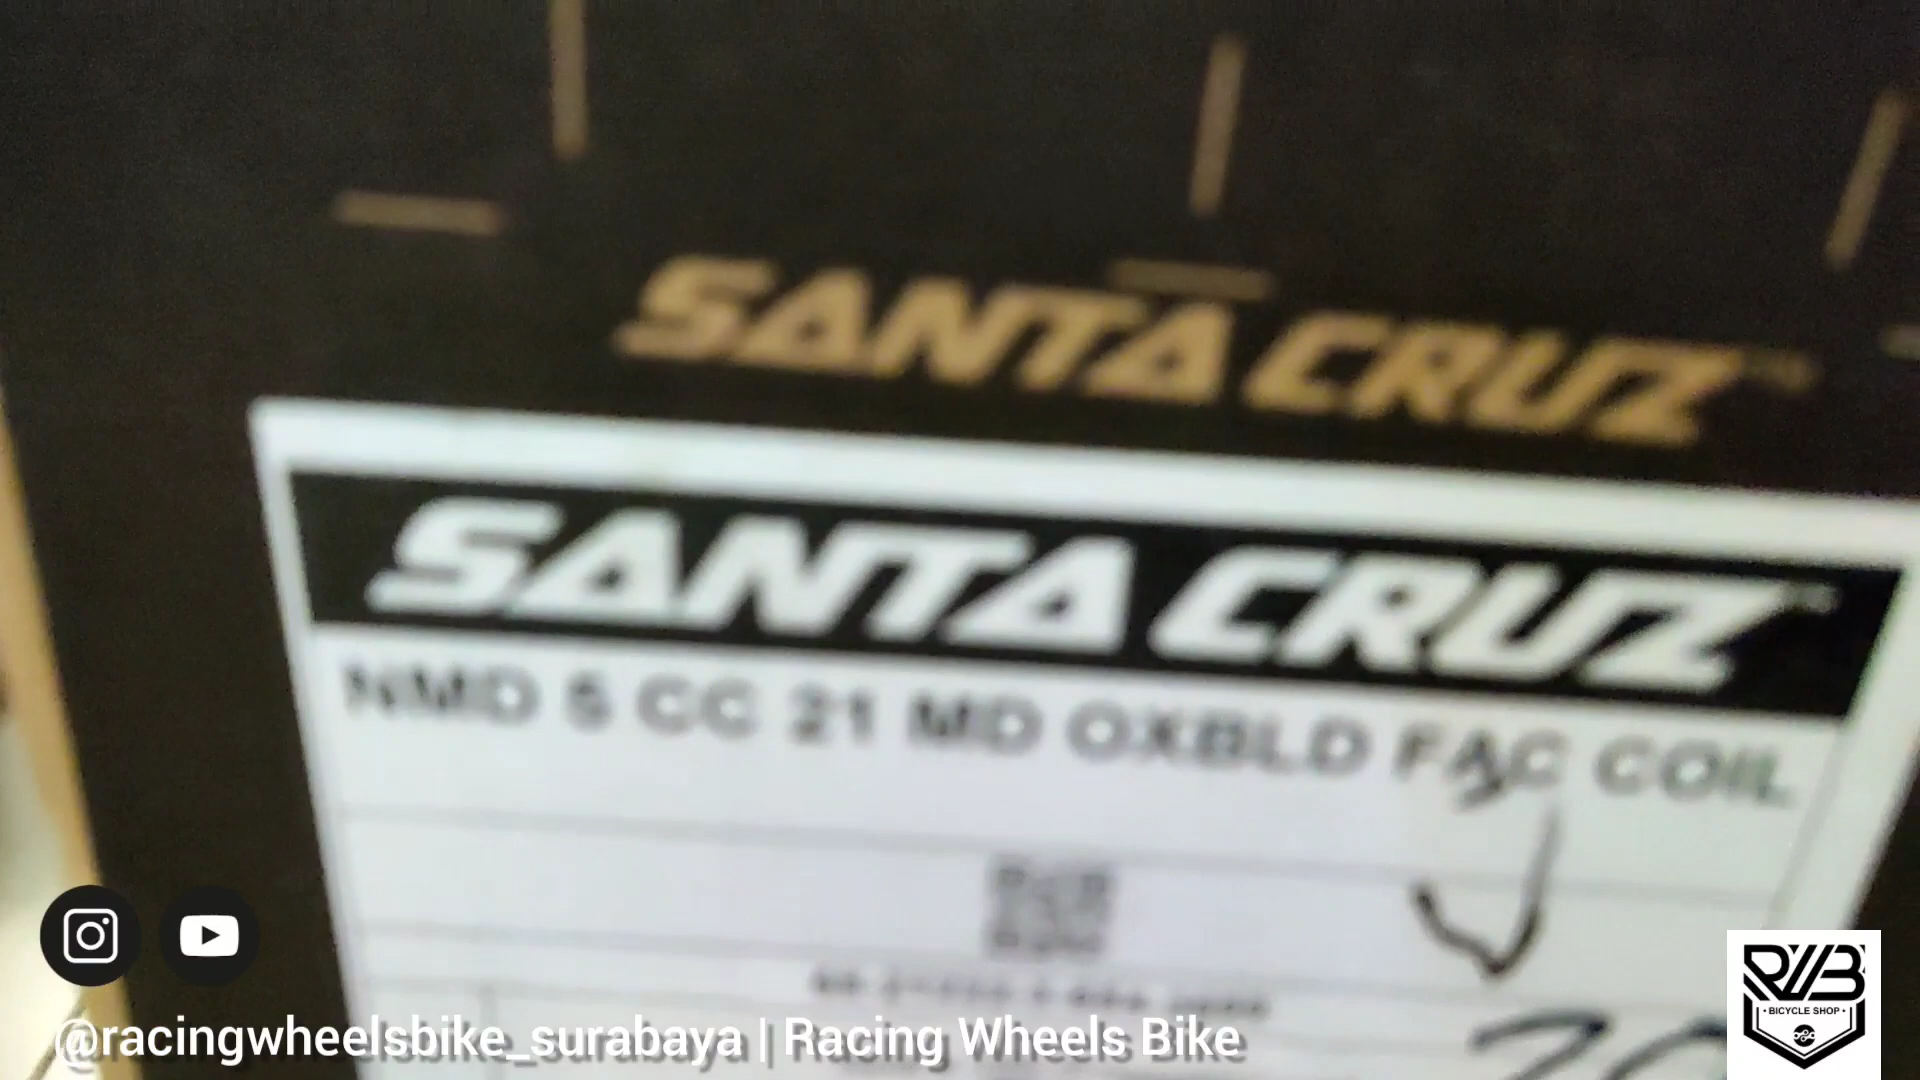 SANTA CRUZ
SANTA CRUZ
NMD 5 CC 21 MD OXBLD FAC COIL
@racingwheelsbike_surabaya | Racing Wheels Bike
RWB
• BICYCLE SHOP •